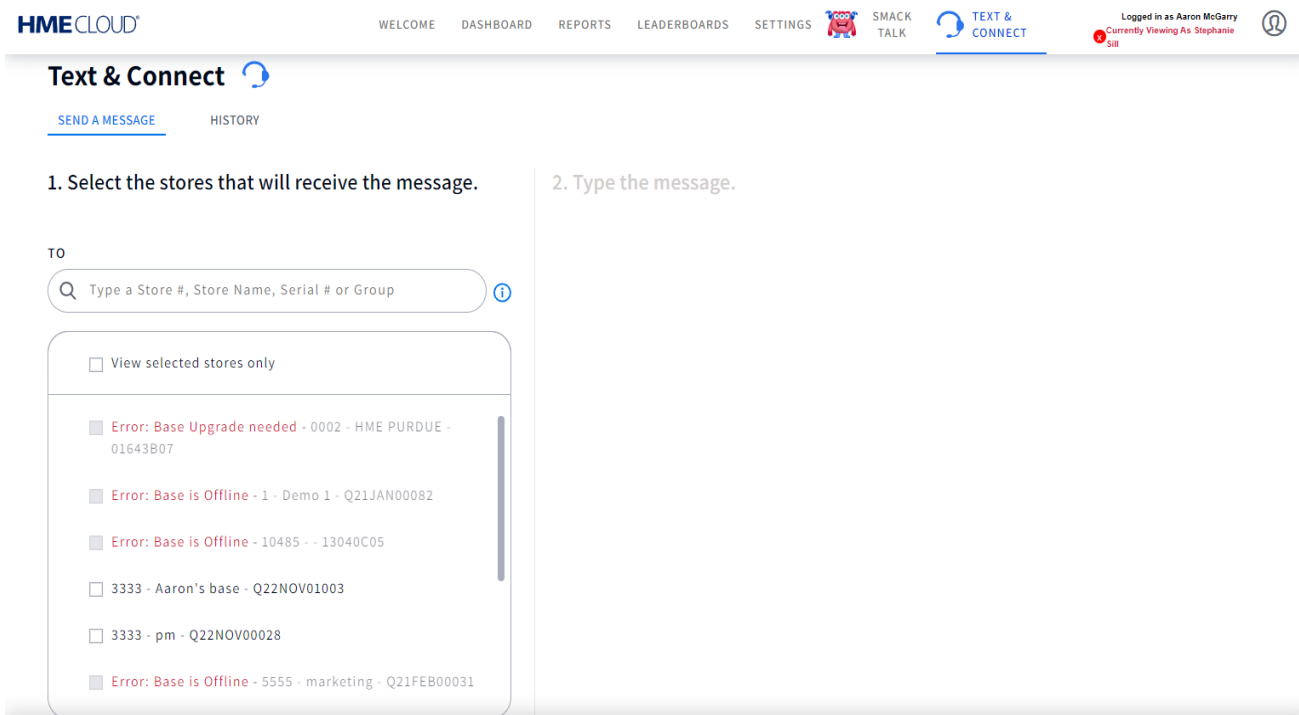 HME CLOUD®
WELCOME
DASHBOARD
REPORTS
LEADERBOARDS
SETTINGS
SMACK
TALK
TEXT &
CONNECT
Logged in as Aaron McGarry
x Currently Viewing As Stephanie
Sill
Text & Connect
SEND A MESSAGE
HISTORY
1. Select the stores that will receive the message.
2. Type the message.
TO
Type a Store #, Store Name, Serial # or Group
View selected stores only
Error: Base Upgrade needed - 0002 - HME PURDUE -
01643B07
Error: Base is Offline - 1 - Demo 1 - Q21JAN00082
Error: Base is Offline - 10485 - - 13040C05
3333 - Aaron's base - Q22NOV01003
3333 - pm - Q22NOV00028
Error: Base is Offline - 5555 - marketing - Q21FEB00031